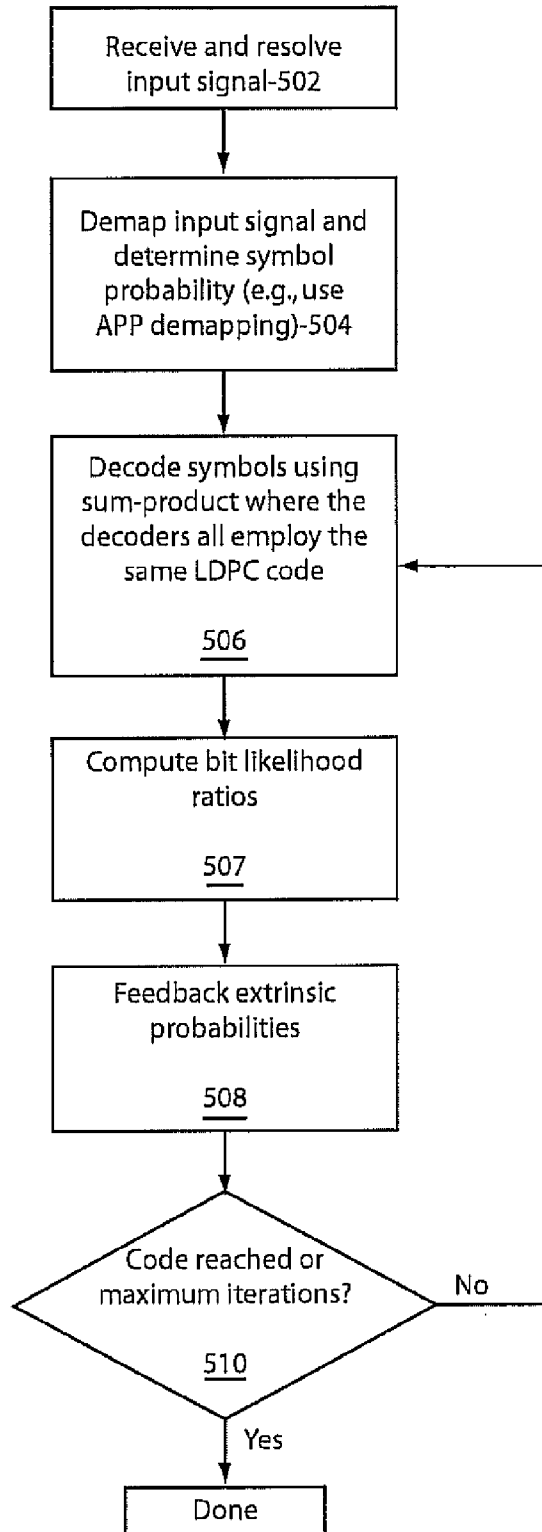 Receive and resolve
input signal-502
Demap input signal and
determine symbol
probability (e.g., use
APP demapping)-504
Decode symbols using
sum-product where the
decoders all employ the
same LDPC code
506
Compute bit likelihood
ratios
507
Feedback extrinsic
probabilities
508
Code reached or
maximum iterations?
510
No
Yes
Done